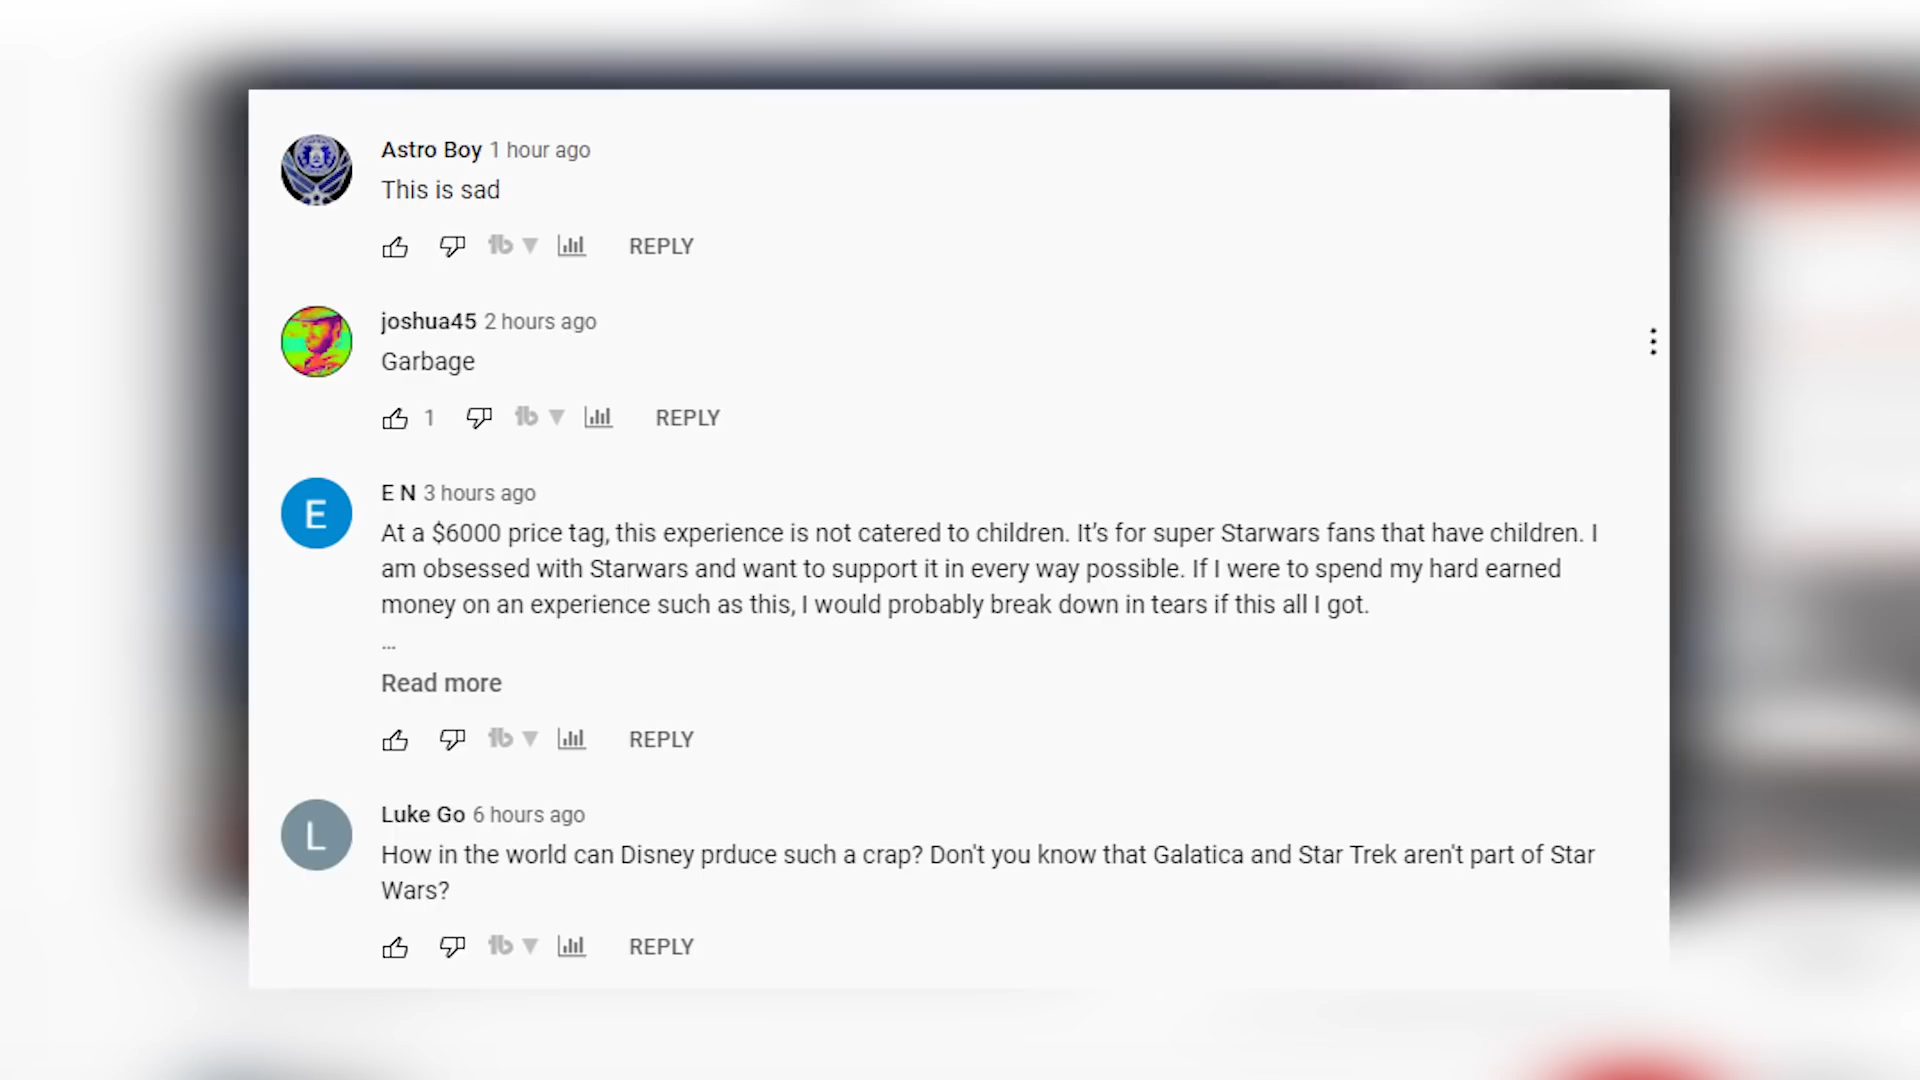 Astro Boy 1 hour ago
This is sad
REPLY
joshua45 2 hours ago
Garbage
1 REPLY
E
E N 3 hours ago
At a $6000 price tag, this experience is not catered to children. It’s for super Starwars fans that have children. I
am obsessed with Starwars and want to support it in every way possible. If I were to spend my hard earned
money on an experience such as this, I would probably break down in tears if this all I got.
...
Read more
REPLY
L
Luke Go 6 hours ago
How in the world can Disney prduce such a crap? Don't you know that Galatica and Star Trek aren't part of Star
Wars?
REPLY